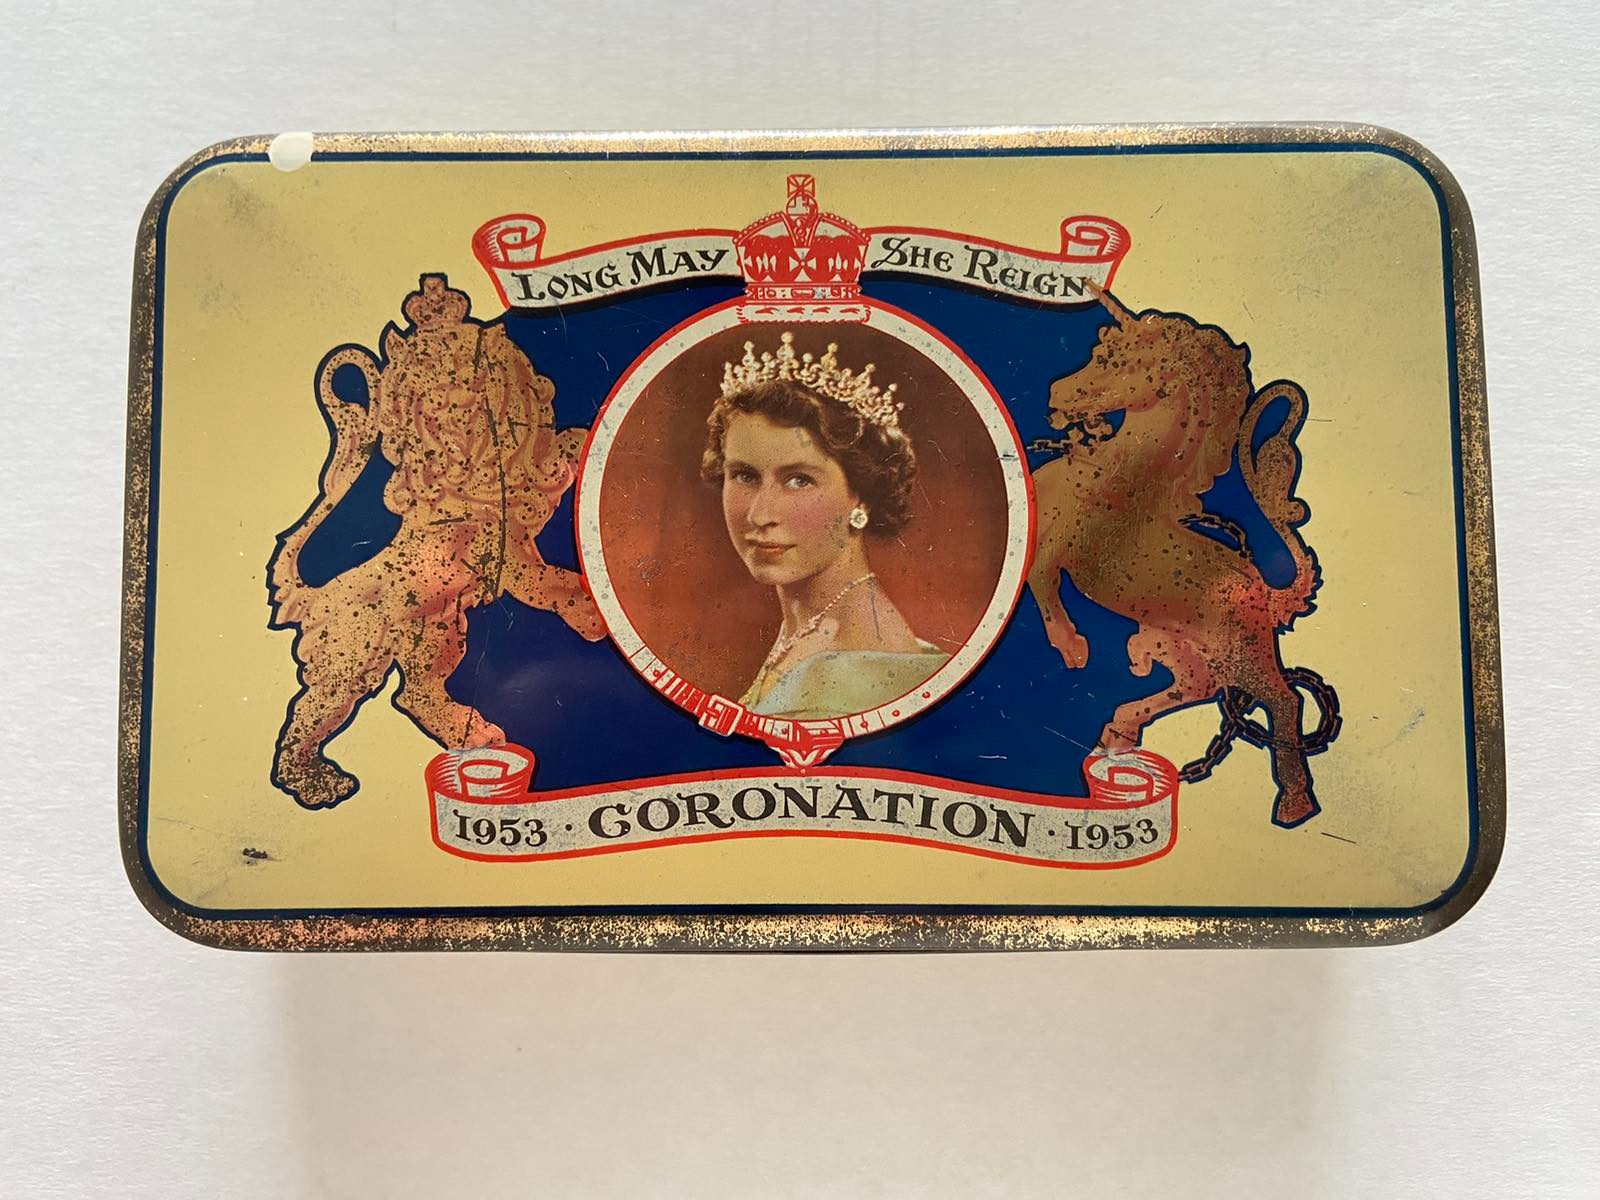 Long May She Reign
1953 · CORONATION · 1953